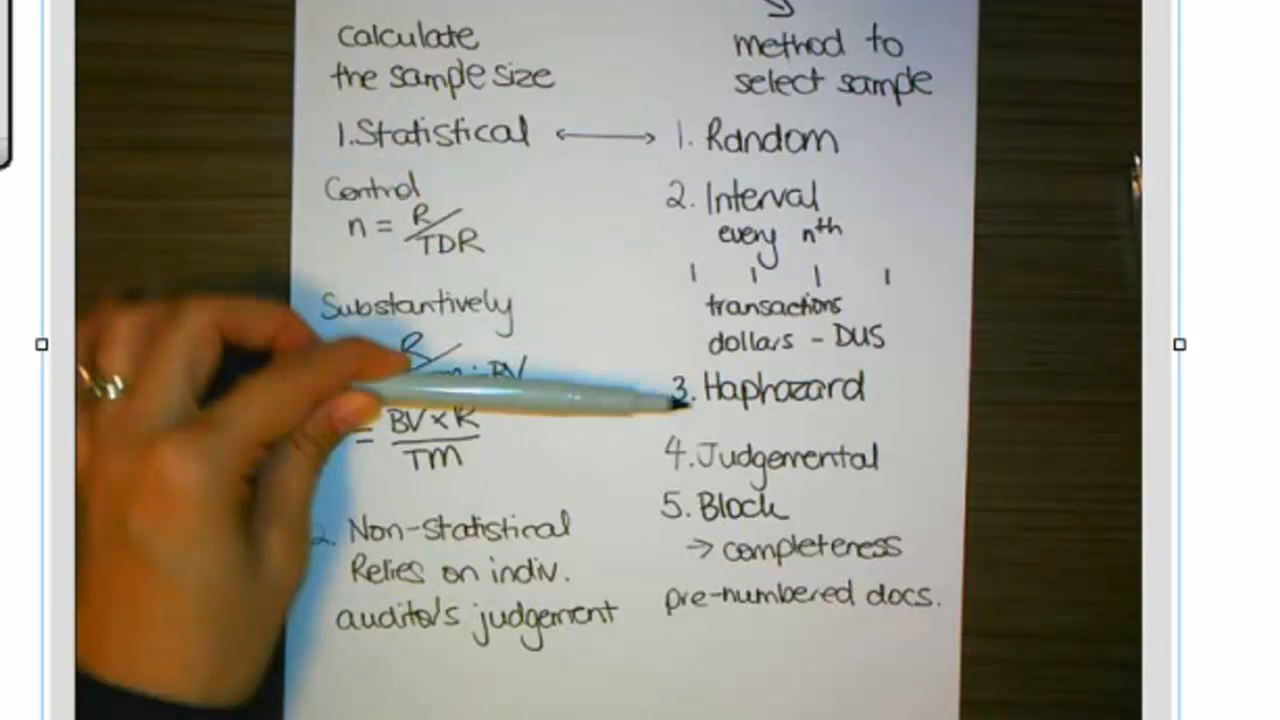 calculate
the sample size
1. Statistical
Control
n = R/TDR
Substantively
R/
= BV x R
TM
2. Non-statistical
Relies on indiv.
auditor's judgement
method to
select sample
1. Random
2. Interval
every nth
transactions
dollars - DUS
3. Haphazard
4. Judgemental
5. Block
→ completeness
pre-numbered docs.